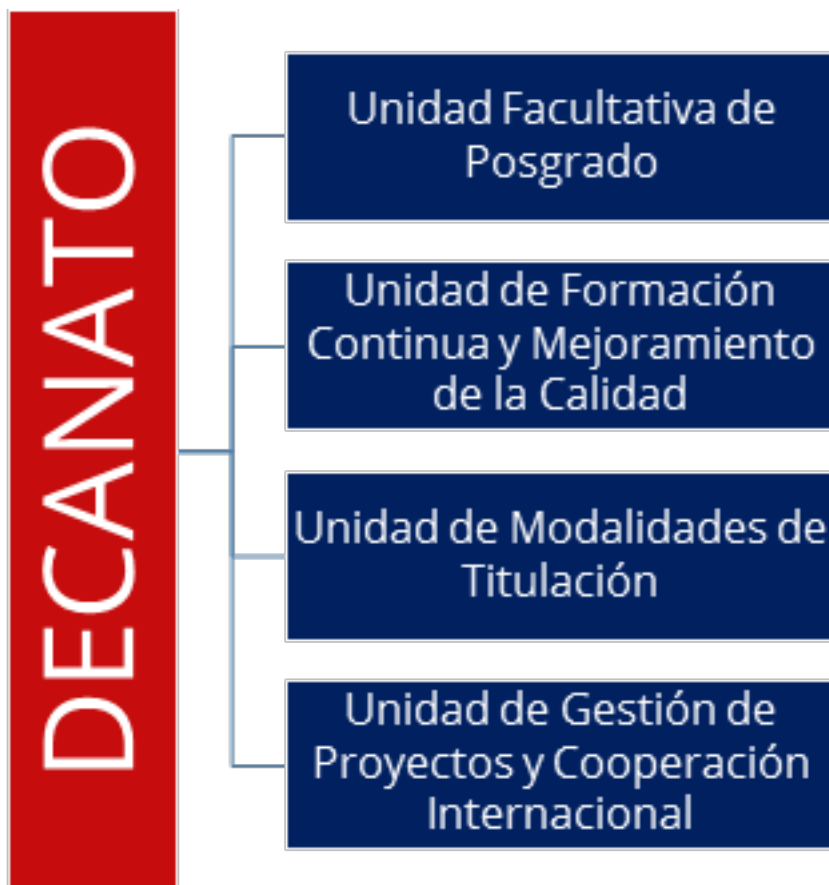 DECANATO
Unidad Facultativa de
Posgrado
Unidad de Formación
Continua y Mejoramiento
de la Calidad
Unidad de Modalidades de
Titulación
Unidad de Gestión de
Proyectos y Cooperación
Internacional